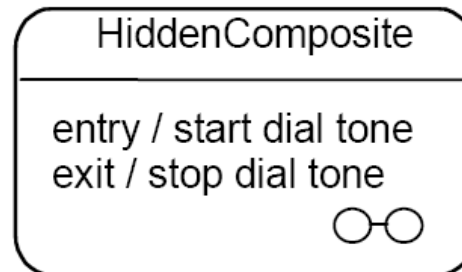 HiddenComposite
entry / start dial tone
exit / stop dial tone